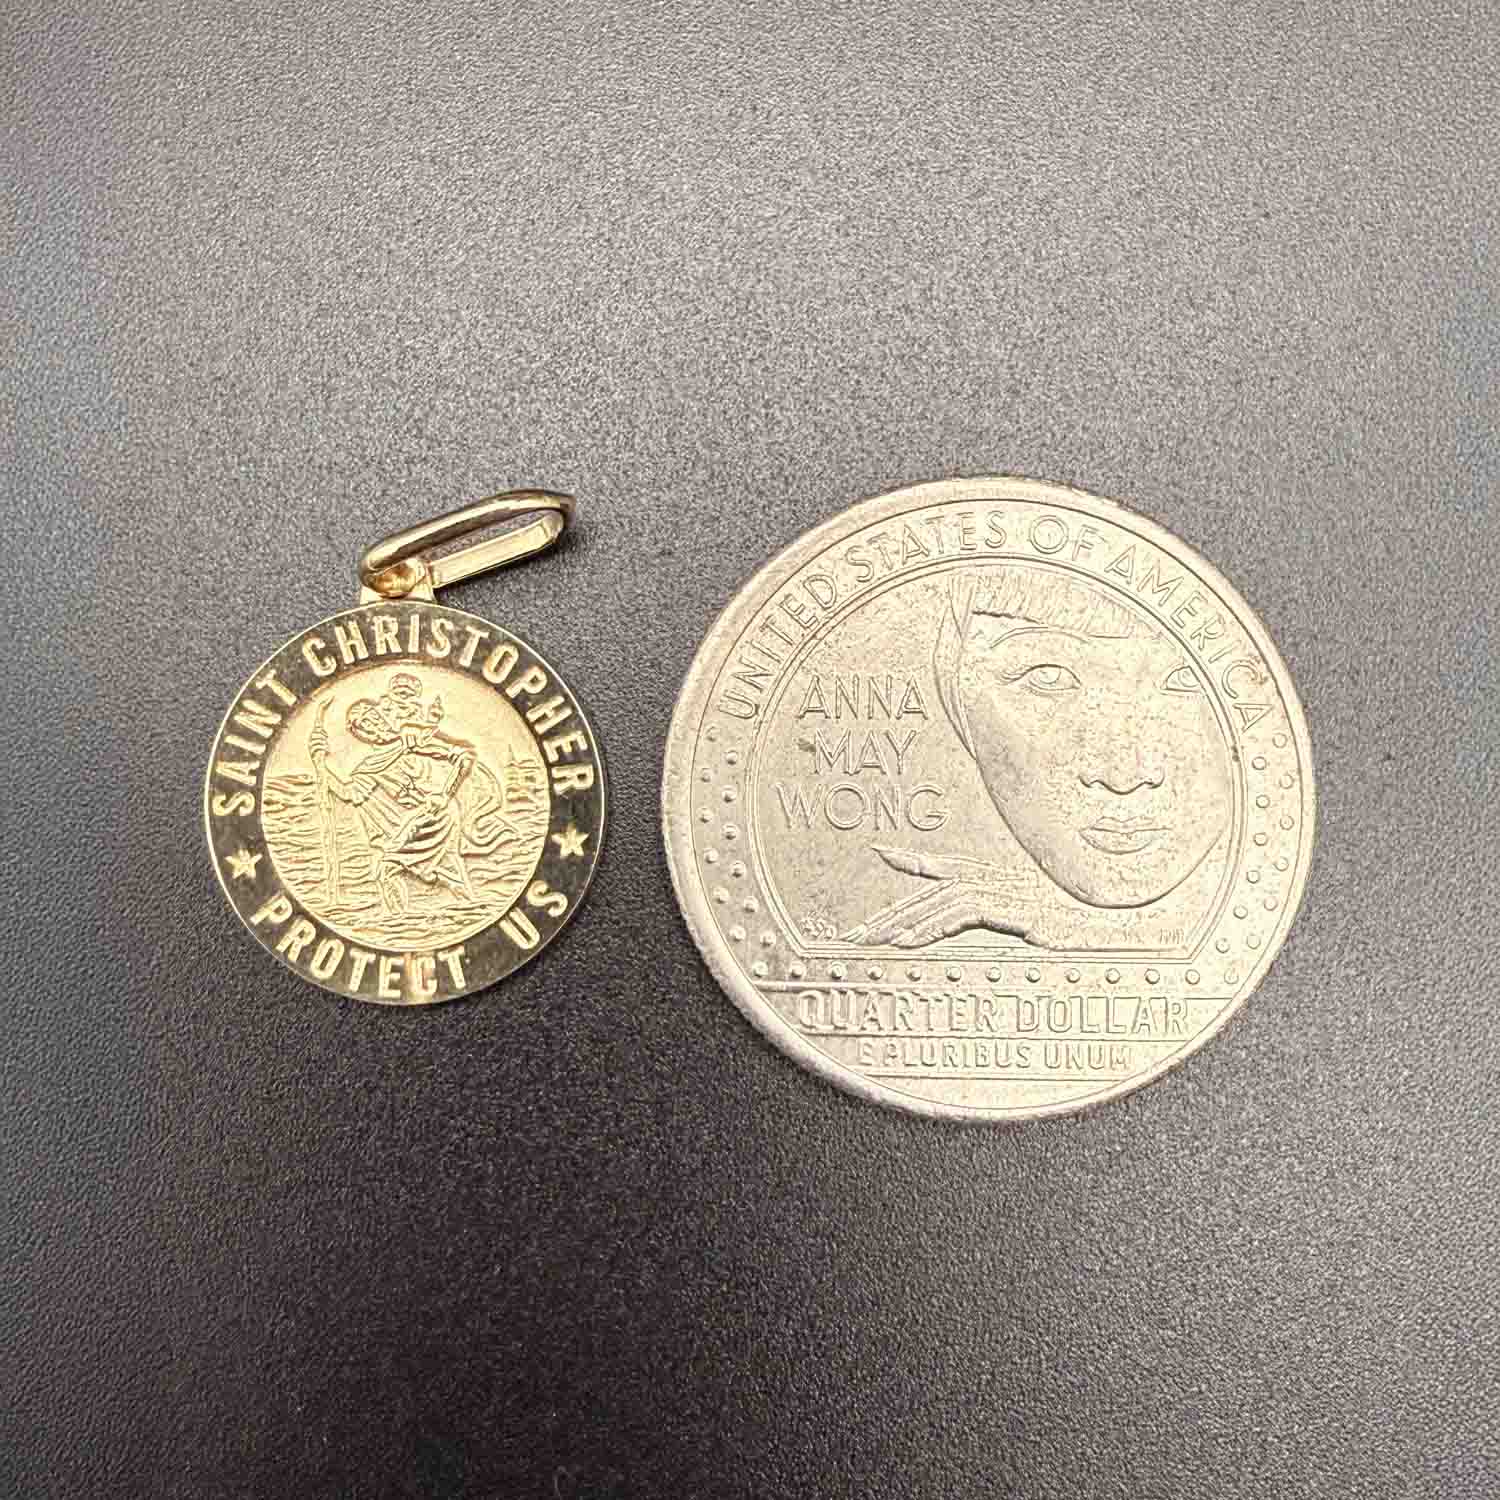 SAINT CHRISTOPHER
★ PROTECT US ★
UNITED STATES OF AMERICA
ANNA
MAY
WONG
QUARTER DOLLAR
E PLURIBUS UNUM